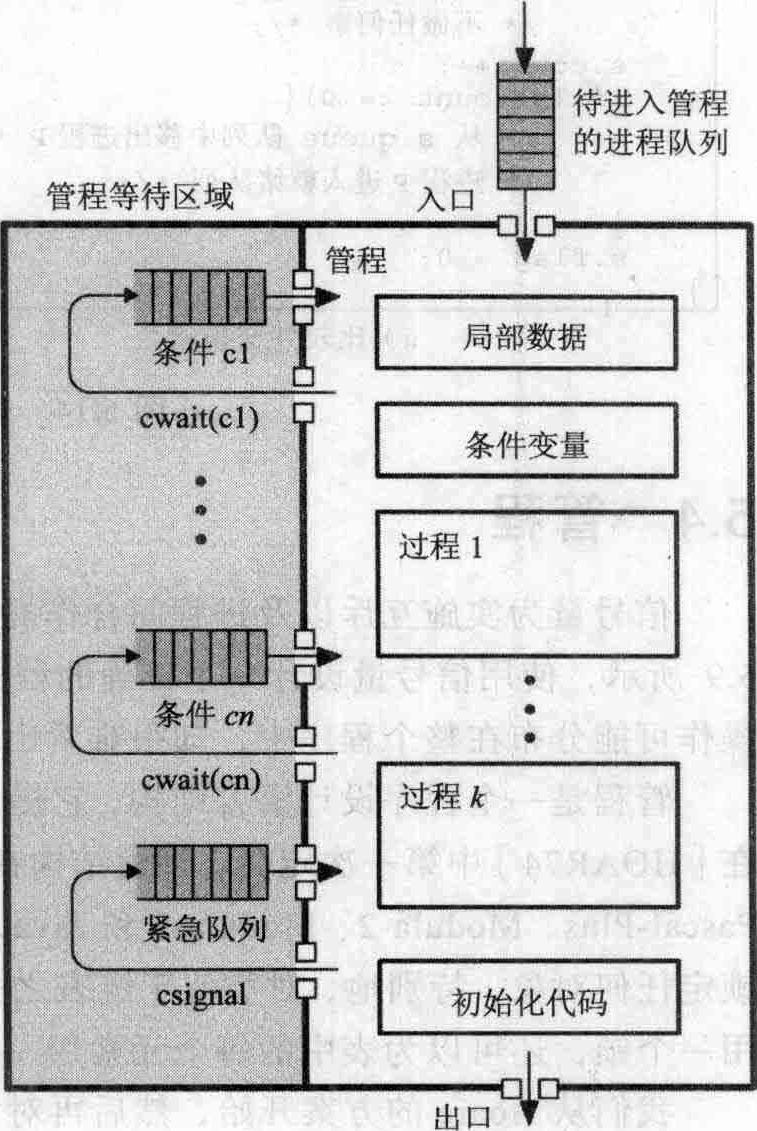 待进入管程
的进程队列
管程等待区域
入口
管程
条件 c1
局部数据
cwait(c1)
条件变量
过程 1
条件 cn
cwait(cn)
过程 k
紧急队列
csignal
初始化代码
出口